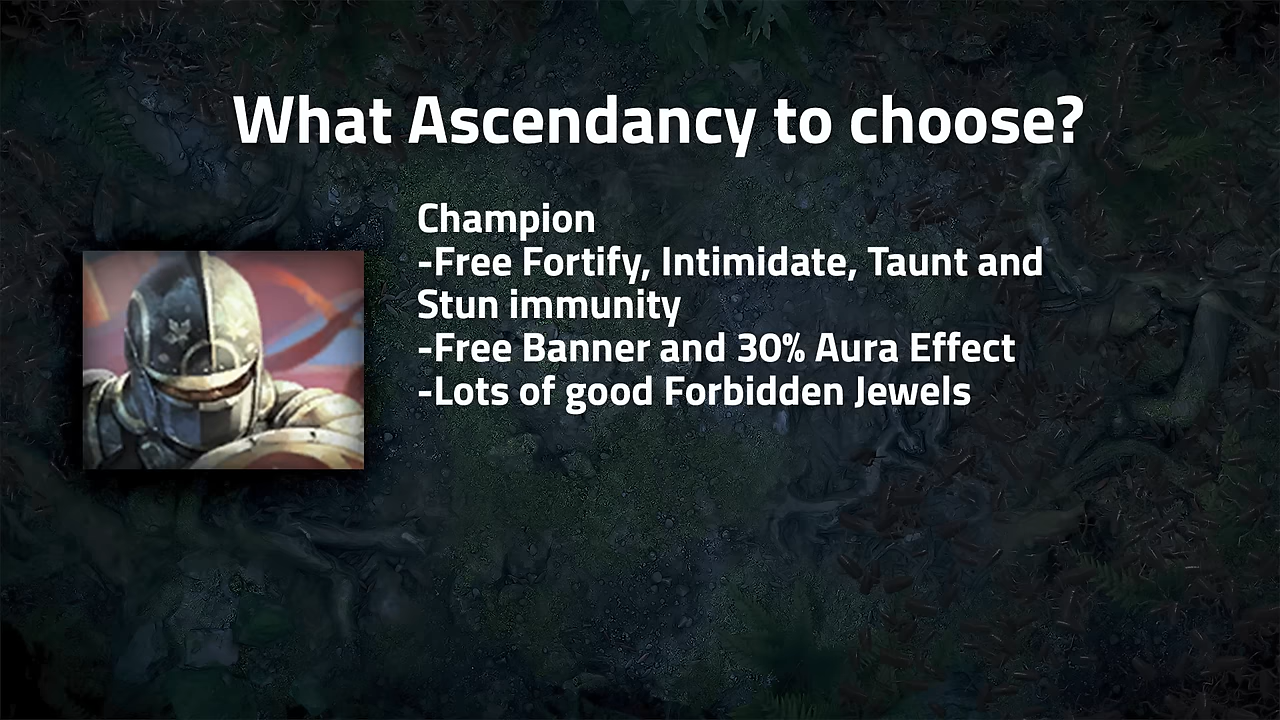 What Ascendancy to choose?
Champion
-Free Fortify, Intimidate, Taunt and
Stun immunity
-Free Banner and 30% Aura Effect
-Lots of good Forbidden Jewels